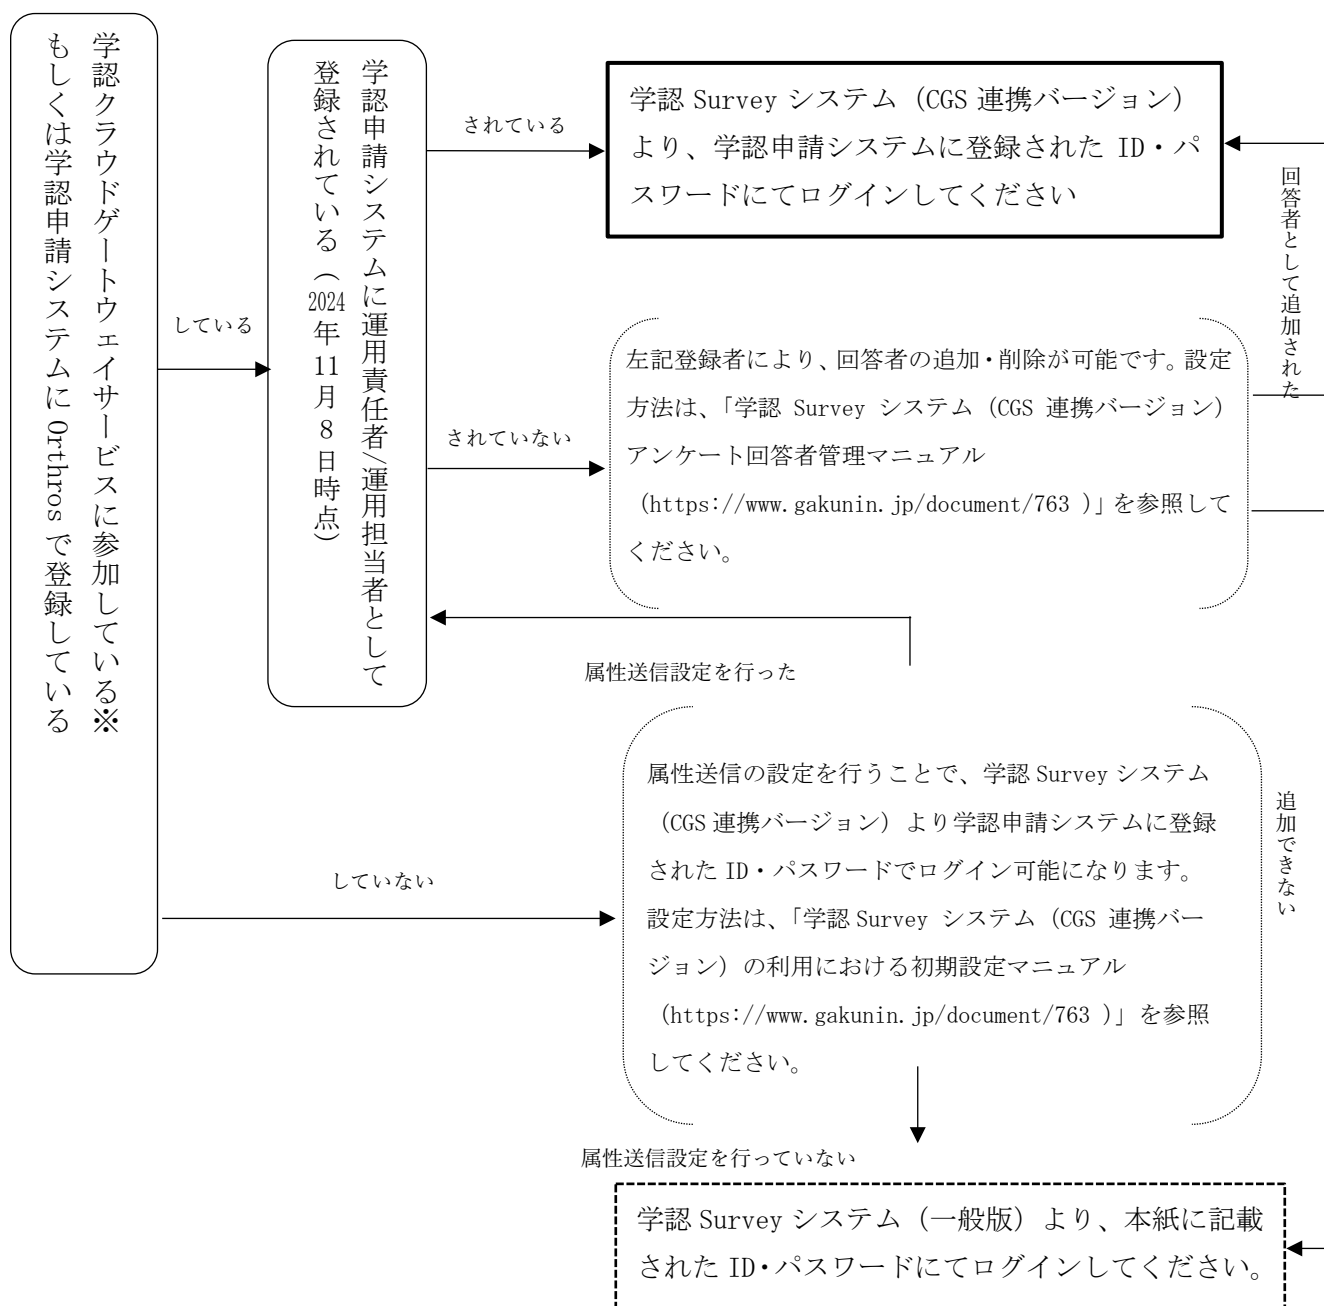 学認クラウドゲートウェイサービスに参加している※
もしくは学認申請システムに Orthros で登録している
している
学認申請システムに運用責任者/運用担当者として
登録されている（2024 年 11 月 8 日時点）
されている
学認 Survey システム（CGS 連携バージョン）
より、学認申請システムに登録された ID・パ
スワードにてログインしてください
回答者として追加された
されていない
左記登録者により、回答者の追加・削除が可能です。設定
方法は、「学認 Survey システム（CGS 連携バージョン）
アンケート回答者管理マニュアル
（https://www.gakunin.jp/document/763 ）」を参照して
ください。
属性送信設定を行った
していない
属性送信の設定を行うことで、学認 Survey システム
（CGS 連携バージョン）より学認申請システムに登録
された ID・パスワードでログイン可能になります。
設定方法は、「学認 Survey システム（CGS 連携バー
ジョン）の利用における初期設定マニュアル
（https://www.gakunin.jp/document/763 ）」を参照
してください。
追加できない
属性送信設定を行っていない
学認 Survey システム（一般版）より、本紙に記載
された ID・パスワードにてログインしてください。